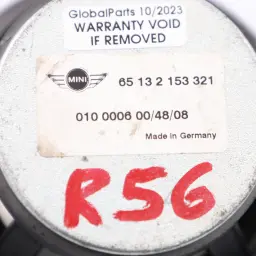 GlobalParts 10/2023
WARRANTY VOID
IF REMOVED
MINI
65 13 2 153 321
010 0006 00/48/08
Made in Germany
R56